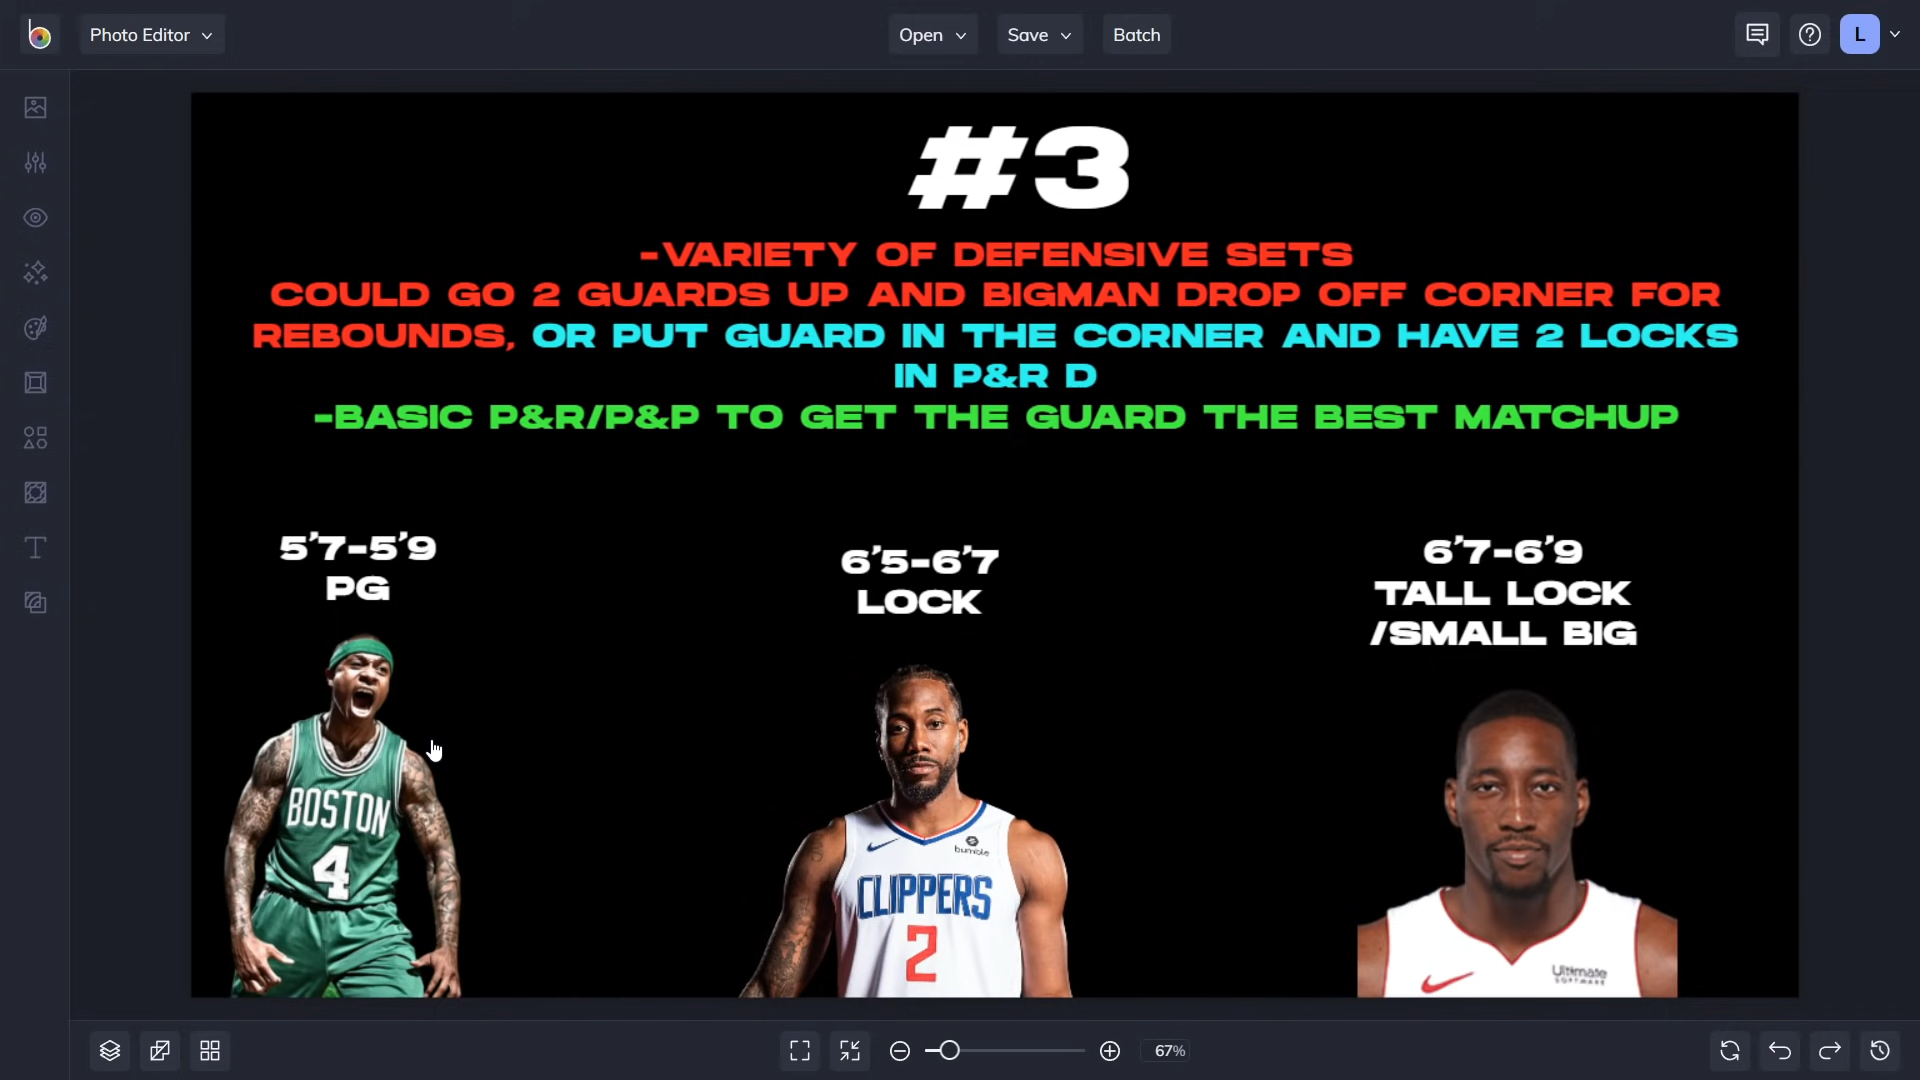 Photo Editor
Open
Save
Batch
L
#3
-VARIETY OF DEFENSIVE SETS
COULD GO 2 GUARDS UP AND BIGMAN DROP OFF CORNER FOR
REBOUNDS, OR PUT GUARD IN THE CORNER AND HAVE 2 LOCKS
IN P&R D
-BASIC P&R/P&P TO GET THE GUARD THE BEST MATCHUP
5'7-5'9
PG
6'5-6'7
LOCK
6'7-6'9
TALL LOCK
/SMALL BIG
BOSTON
4
bumble
CLIPPERS
2
Ultimate
SOFTWARE
67%